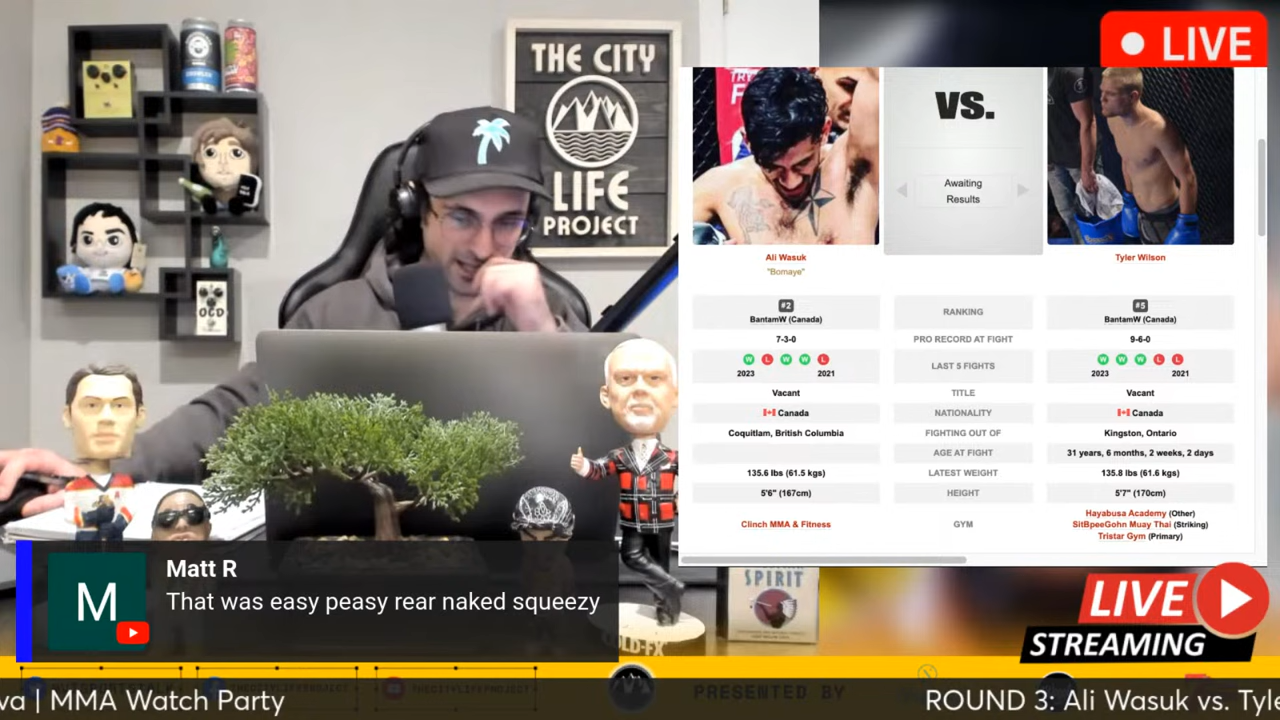 THE CITY
LIFE
PROJECT
LIVE
VS.
Awaiting
Results
Ali Wasuk
"Bomaye"
Tyler Wilson
#2
BantamW (Canada)
RANKING
#5
BantamW (Canada)
7-3-0
PRO RECORD AT FIGHT
9-6-0
W L W W L
2023 2021
LAST 5 FIGHTS
W W W L L
2023 2021
Vacant
TITLE
Vacant
Canada
NATIONALITY
Canada
Coquitlam, British Columbia
FIGHTING OUT OF
Kingston, Ontario
AGE AT FIGHT
31 years, 6 months, 2 weeks, 2 days
135.6 lbs (61.5 kgs)
LATEST WEIGHT
135.8 lbs (61.6 kgs)
5'6" (167cm)
HEIGHT
5'7" (170cm)
Clinch MMA & Fitness
GYM
Hayabusa Academy (Other)
SitBpeeGohn Muay Thai (Striking)
Tristar Gym (Primary)
OCD
M
Matt R
That was easy peasy rear naked squeezy
SPIRIT
LIVE
STREAMING
THECITYLIFEPROJECT
PRESENTED BY
va | MMA Watch Party
ROUND 3: Ali Wasuk vs. Tyle